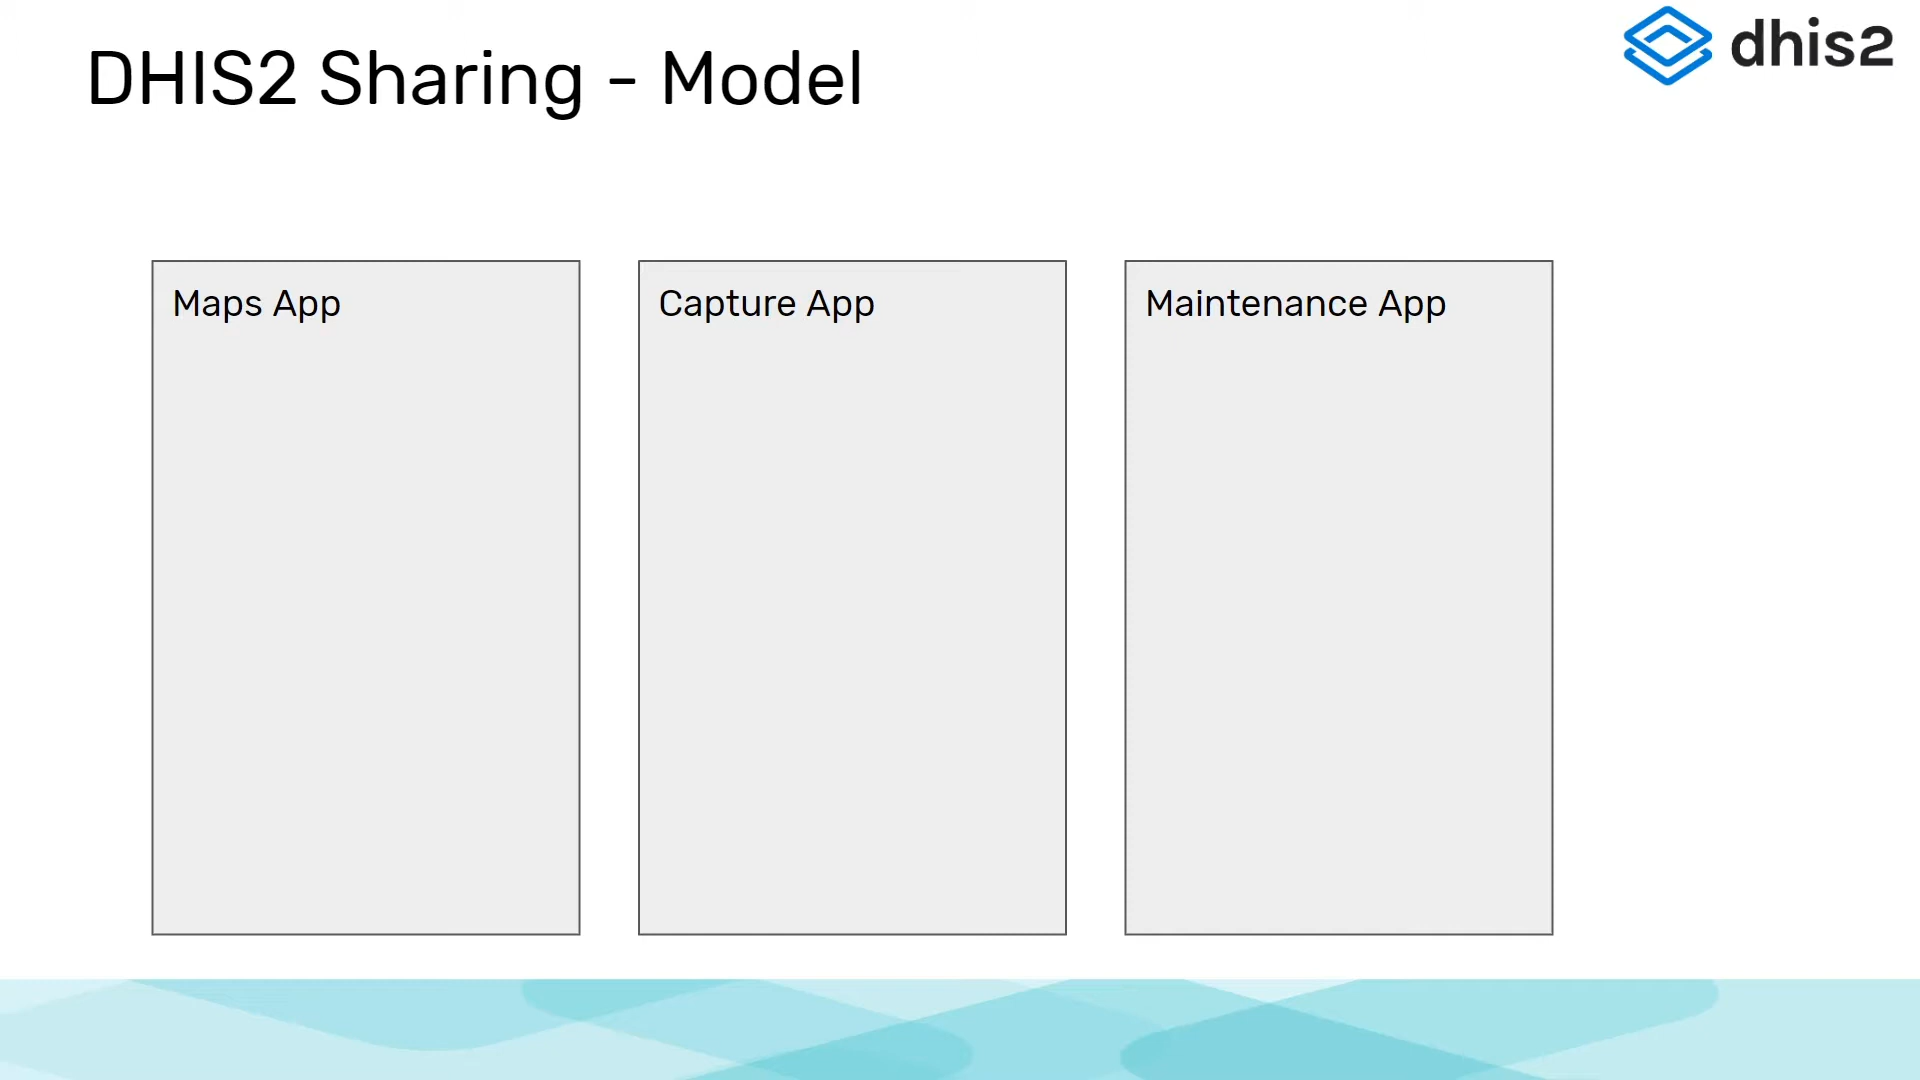 DHIS2 Sharing - Model
dhis2
Maps App
Capture App
Maintenance App